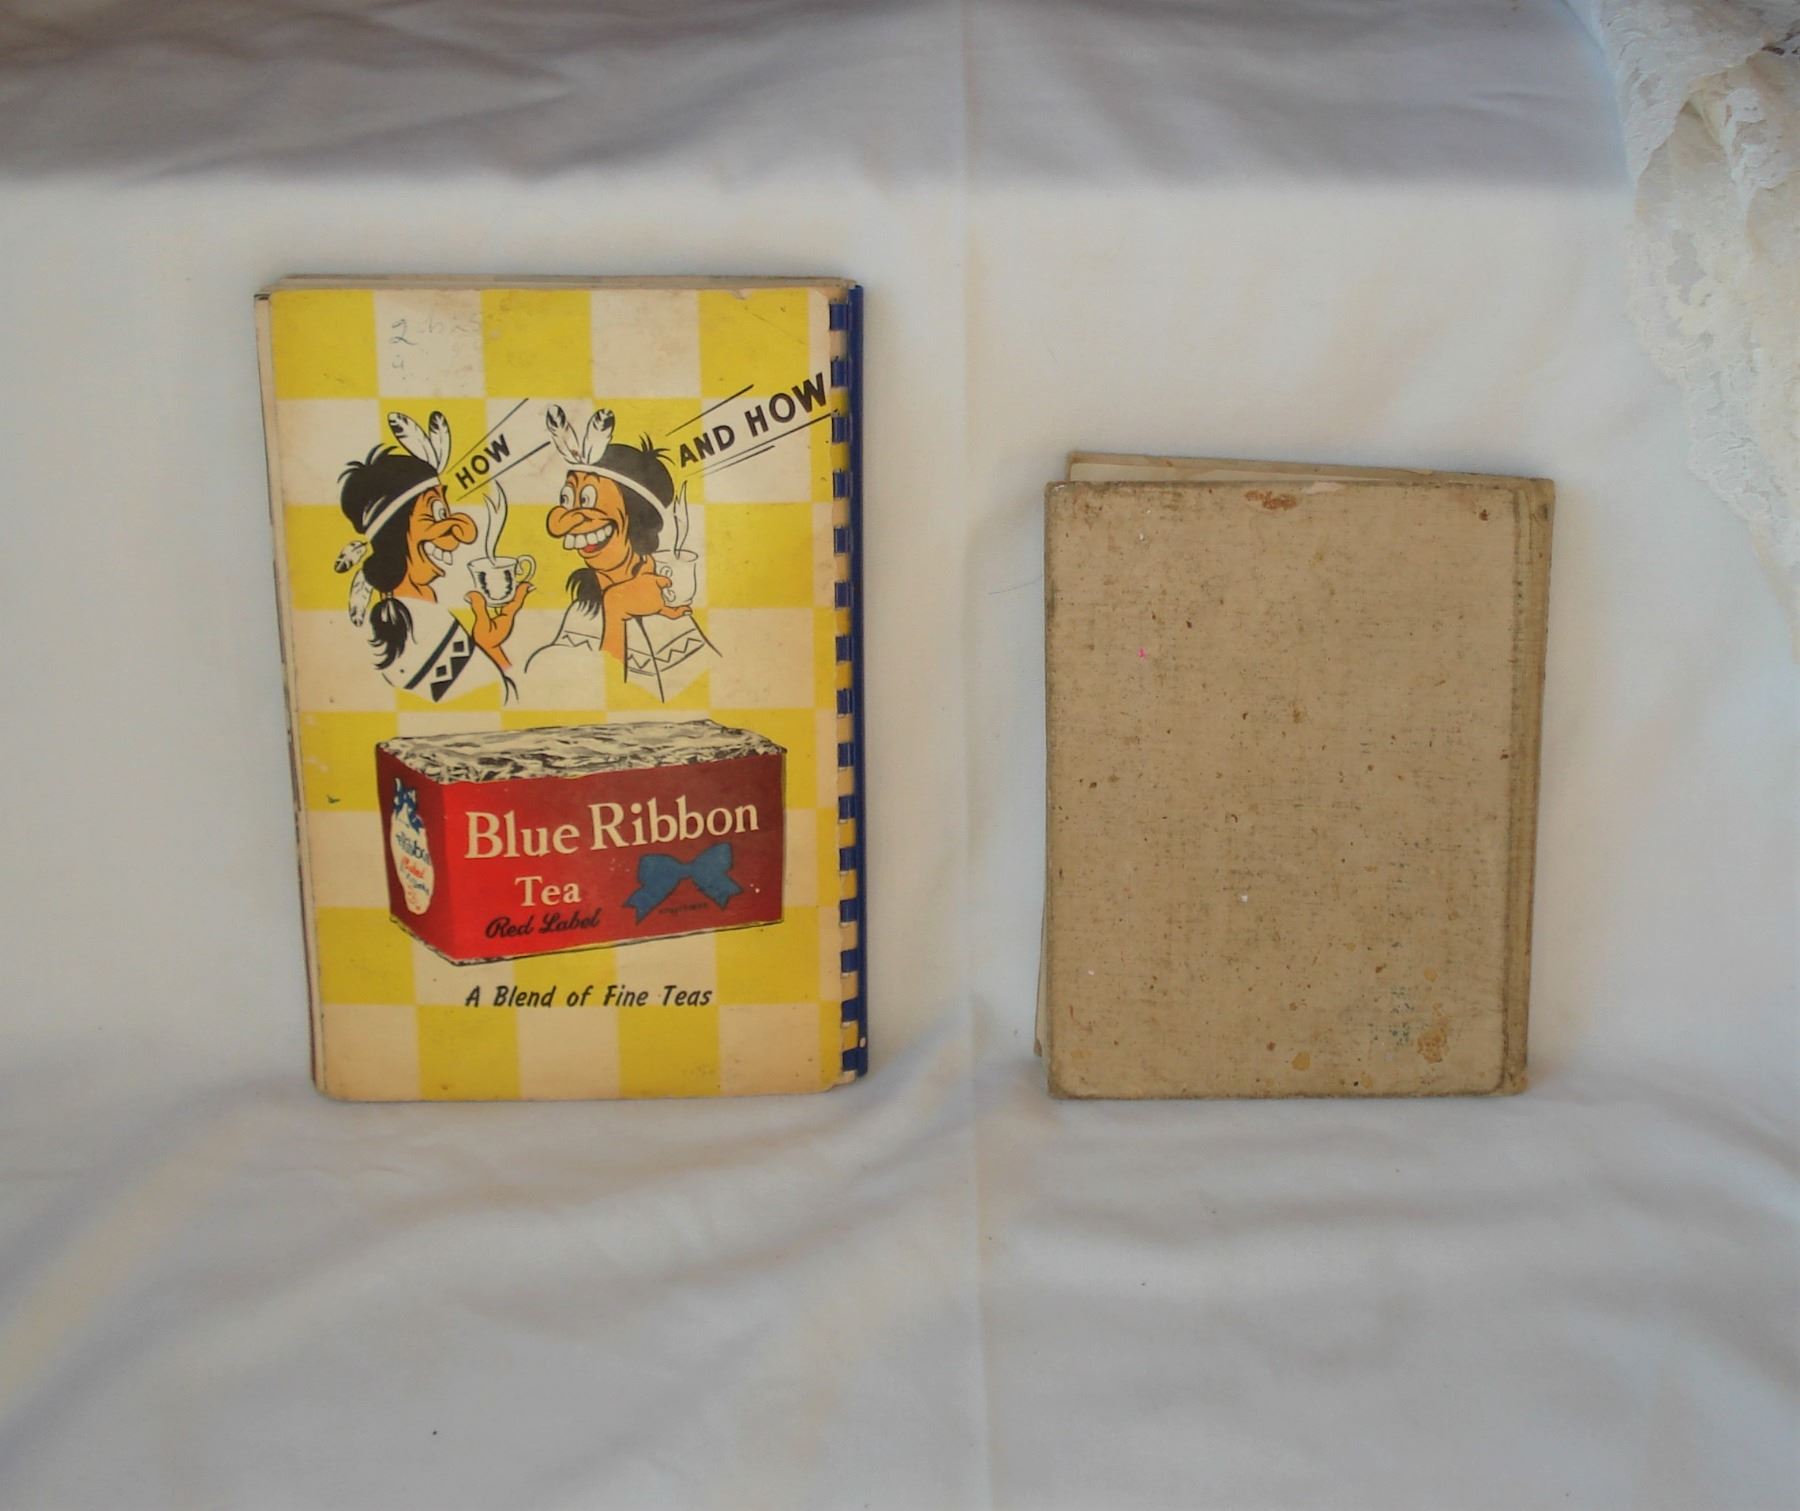 HOW
AND HOW
Blue Ribbon
Tea
Red Label
A Blend of Fine Teas